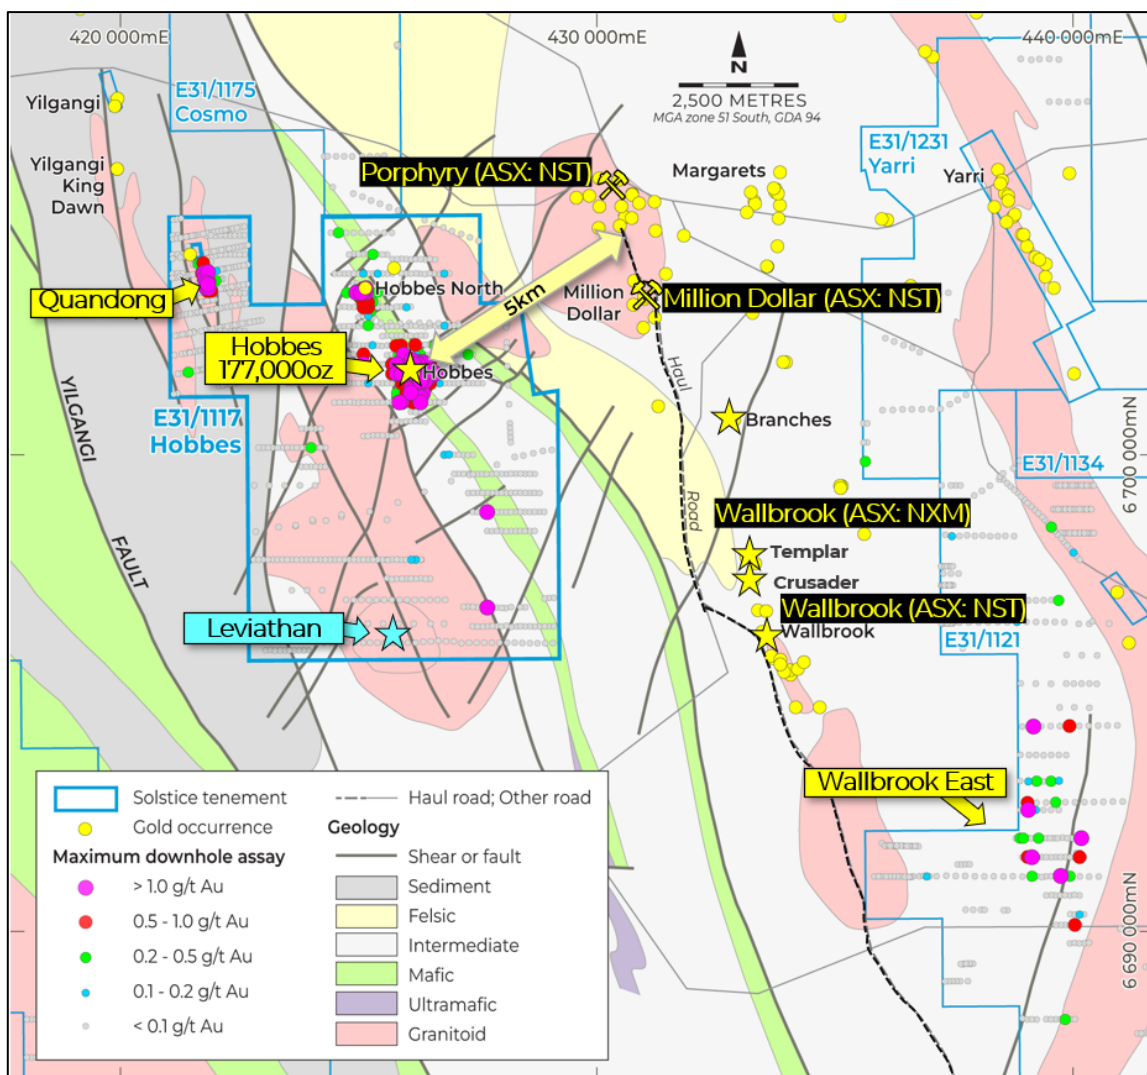 420 000mE
430 000mE
440 000mE
N
2,500 METRES
MGA zone 51 South, GDA 94
E31/1175
Cosmo
Yilgangi
Yilgangi
King
Dawn
Porphyry (ASX: NST)
Margarets
E31/1231
Yarri
Yarri
Quandong
Hobbes North
5km
Million
Dollar
Million Dollar (ASX: NST)
Hobbes
177,000oz
Hobbes
Haul
Road
YILGANGI
FAULT
E31/1117
Hobbes
Branches
E31/1134
6 700 000mN
Wallbrook (ASX: NXM)
Templar
Crusader
Wallbrook (ASX: NST)
Wallbrook
E31/1121
Leviathan
Wallbrook East
6 690 000mN
Solstice tenement
Gold occurrence
Maximum downhole assay
> 1.0 g/t Au
0.5 - 1.0 g/t Au
0.2 - 0.5 g/t Au
0.1 - 0.2 g/t Au
< 0.1 g/t Au
Haul road; Other road
Geology
Shear or fault
Sediment
Felsic
Intermediate
Mafic
Ultramafic
Granitoid